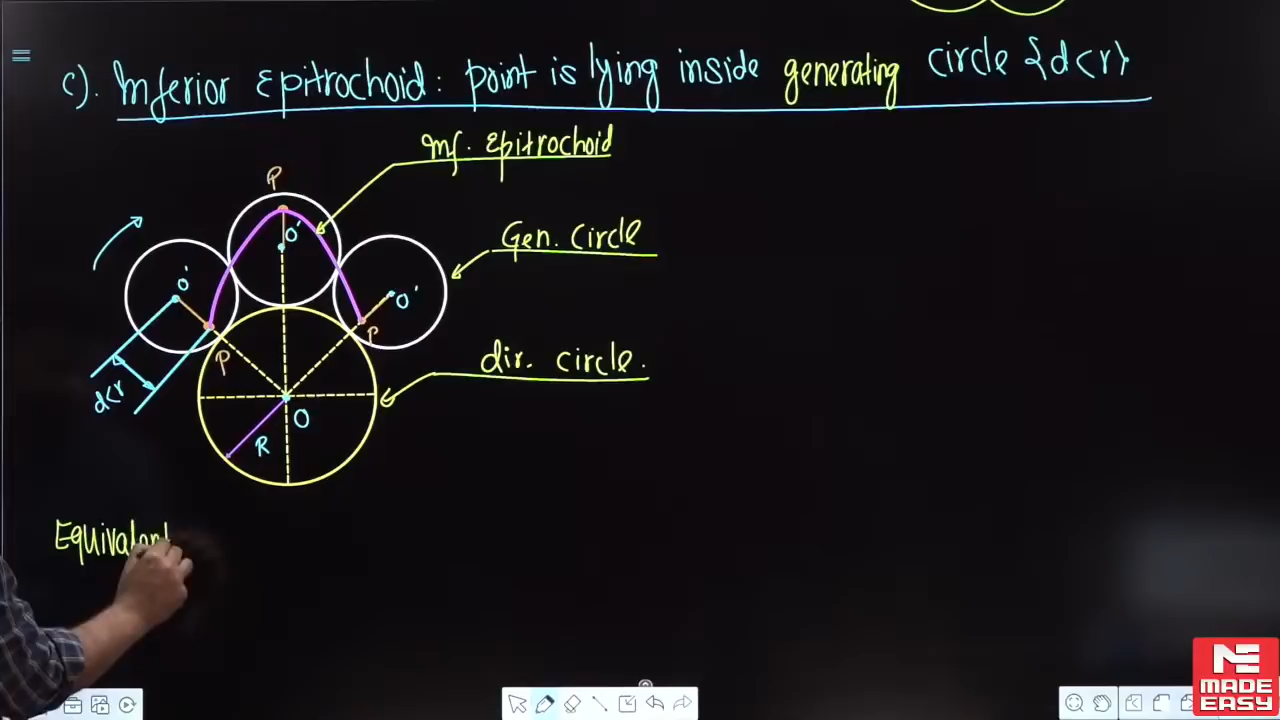 c). Inferior Epitrochoid: point is lying inside generating circle {d<r}
Inf. Epitrochoid
P
O'
Gen. Circle
O'
O'
P
P
dir. circle.
d<r
O
R
Equivalent
MADE
EASY